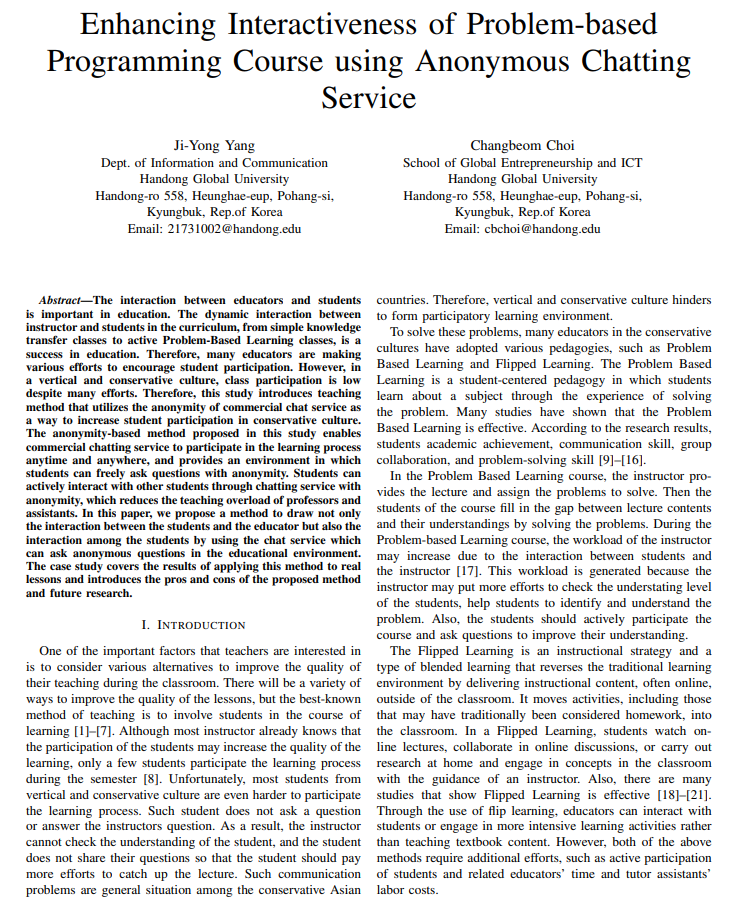 Enhancing Interactiveness of Problem-based
Programming Course using Anonymous Chatting
Service
Ji-Yong Yang
Dept. of Information and Communication
Handong Global University
Handong-ro 558, Heunghae-eup, Pohang-si,
Kyungbuk, Rep.of Korea
Email: 21731002@handong.edu
Changbeom Choi
School of Global Entrepreneurship and ICT
Handong Global University
Handong-ro 558, Heunghae-eup, Pohang-si,
Kyungbuk, Rep.of Korea
Email: cbchoi@handong.edu
Abstract—The interaction between educators and students
is important in education. The dynamic interaction between
instructor and students in the curriculum, from simple knowledge
transfer classes to active Problem-Based Learning classes, is a
success in education. Therefore, many educators are making
various efforts to encourage student participation. However, in
a vertical and conservative culture, class participation is low
despite many efforts. Therefore, this study introduces teaching
method that utilizes the anonymity of commercial chat service as
a way to increase student participation in conservative culture.
The anonymity-based method proposed in this study enables
commercial chatting service to participate in the learning process
anytime and anywhere, and provides an environment in which
students can freely ask questions with anonymity. Students can
actively interact with other students through chatting service with
anonymity, which reduces the teaching overload of professors and
assistants. In this paper, we propose a method to draw not only
the interaction between the students and the educator but also the
interaction among the students by using the chat service which
can ask anonymous questions in the educational environment.
The case study covers the results of applying this method to real
lessons and introduces the pros and cons of the proposed method
and future research.
I. INTRODUCTION
One of the important factors that teachers are interested in
is to consider various alternatives to improve the quality of
their teaching during the classroom. There will be a variety of
ways to improve the quality of the lessons, but the best-known
method of teaching is to involve students in the course of
learning [1]–[7]. Although most instructor already knows that
the participation of the students may increase the quality of the
learning, only a few students participate the learning process
during the semester [8]. Unfortunately, most students from
vertical and conservative culture are even harder to participate
the learning process. Such student does not ask a question
or answer the instructors question. As a result, the instructor
cannot check the understanding of the student, and the student
does not share their questions so that the student should pay
more efforts to catch up the lecture. Such communication
problems are general situation among the conservative Asian
countries. Therefore, vertical and conservative culture hinders
to form participatory learning environment.
To solve these problems, many educators in the conservative
cultures have adopted various pedagogies, such as Problem
Based Learning and Flipped Learning. The Problem Based
Learning is a student-centered pedagogy in which students
learn about a subject through the experience of solving
the problem. Many studies have shown that the Problem
Based Learning is effective. According to the research results,
students academic achievement, communication skill, group
collaboration, and problem-solving skill [9]–[16].
In the Problem Based Learning course, the instructor pro-
vides the lecture and assign the problems to solve. Then the
students of the course fill in the gap between lecture contents
and their understandings by solving the problems. During the
Problem-based Learning course, the workload of the instructor
may increase due to the interaction between students and
the instructor [17]. This workload is generated because the
instructor may put more efforts to check the understating level
of the students, help students to identify and understand the
problem. Also, the students should actively participate the
course and ask questions to improve their understanding.
The Flipped Learning is an instructional strategy and a
type of blended learning that reverses the traditional learning
environment by delivering instructional content, often online,
outside of the classroom. It moves activities, including those
that may have traditionally been considered homework, into
the classroom. In a Flipped Learning, students watch on-
line lectures, collaborate in online discussions, or carry out
research at home and engage in concepts in the classroom
with the guidance of an instructor. Also, there are many
studies that show Flipped Learning is effective [18]–[21].
Through the use of flip learning, educators can interact with
students or engage in more intensive learning activities rather
than teaching textbook content. However, both of the above
methods require additional efforts, such as active participation
of students and related educators' time and tutor assistants'
labor costs.